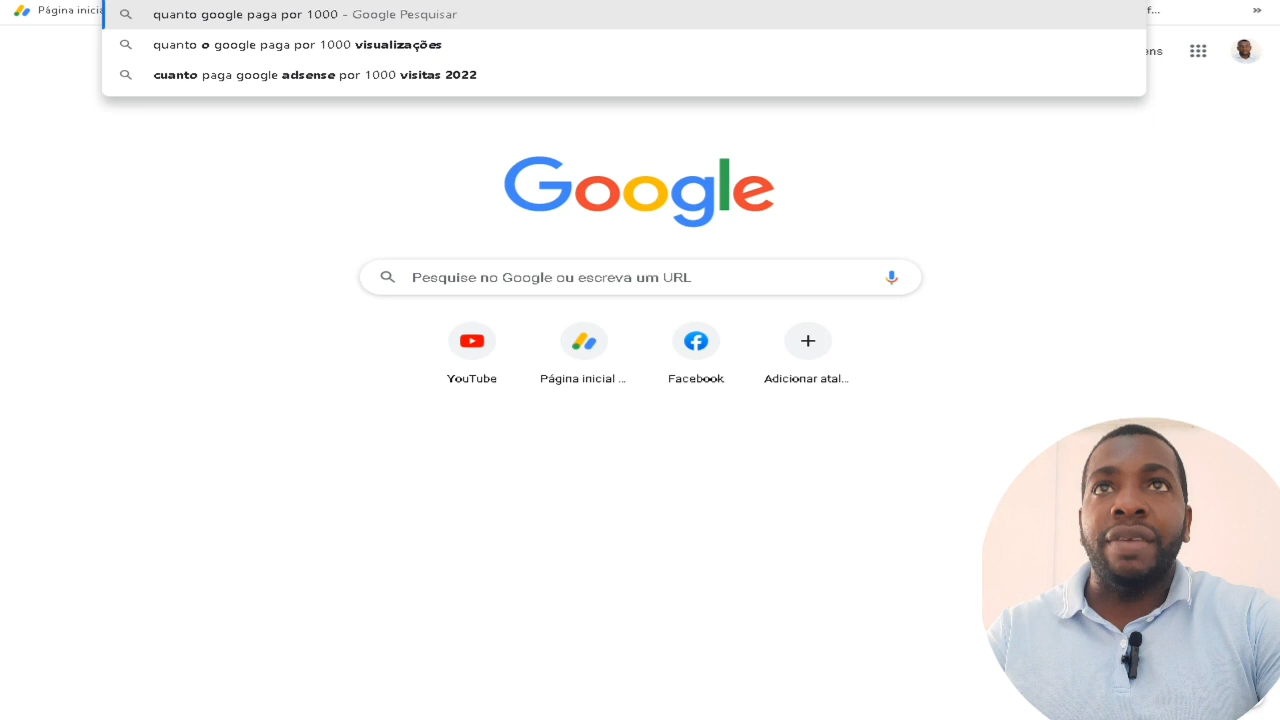 Página inicia
quanto google paga por 1000 - Google Pesquisar
f...
quanto o google paga por 1000 visualizações
ens
cuanto paga google adsense por 1000 visitas 2022
Google
Pesquise no Google ou escreva um URL
YouTube
Página inicial ...
Facebook
Adicionar atal...